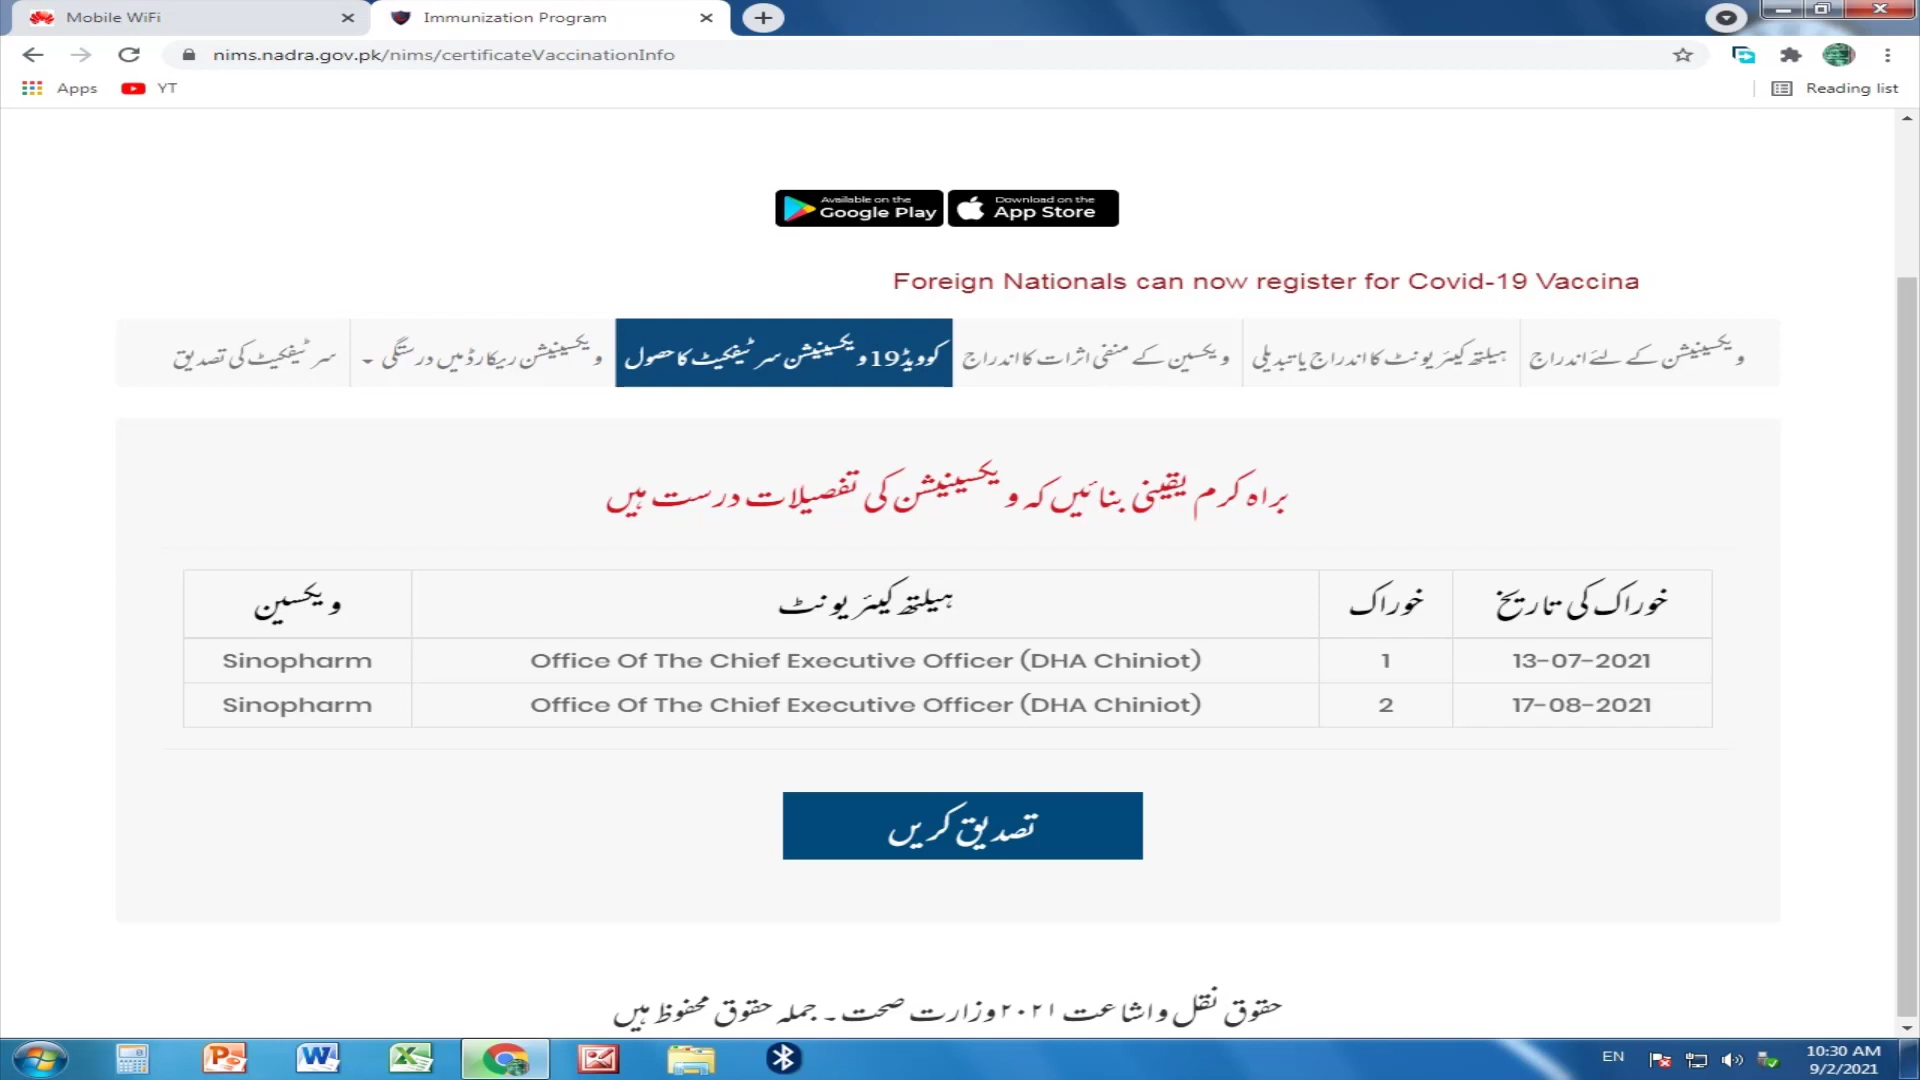 Mobile WiFi
Immunization Program
nims.nadra.gov.pk/nims/certificateVaccinationInfo
Apps
YT
Reading list
Available on the
Google Play
Download on the
App Store
Foreign Nationals can now register for Covid-19 Vaccina
ویکسینیشن کے لئے اندراج
ہیلتھ کیئر یونٹ کا اندراج یا تبدیلی
ویکسین کے منفی اثرات کا اندراج
کوویڈ 19 ویکسینیشن سرٹیفکیٹ کا حصول
ویکسینیشن ریکارڈ میں درستگی
سرٹیفکیٹ کی تصدیق
براہ کرم یقینی بنائیں کہ ویکسینیشن کی تفصیلات درست ہیں
خوراک کی تاریخ خوراک ہیلتھ کیئر یونٹ ویکسین
Sinopharm Office Of The Chief Executive Officer (DHA Chiniot) 1 13-07-2021
Sinopharm Office Of The Chief Executive Officer (DHA Chiniot) 2 17-08-2021
تصدیق کریں
حقوق نقل و اشاعت ۲۰۲۱ وزارت صحت ۔ جملہ حقوق محفوظ ہیں
EN
10:30 AM
9/2/2021